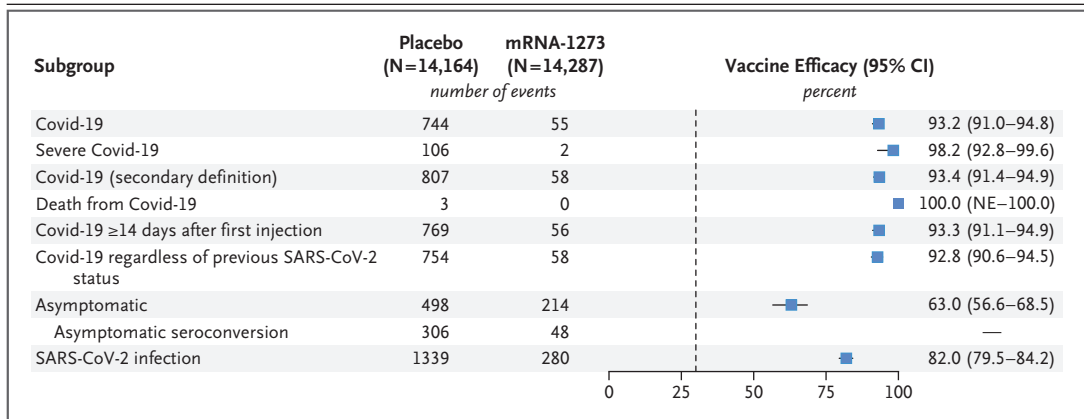 Subgroup Placebo (N=14,164) mRNA-1273 (N=14,287) Vaccine Efficacy (95% CI)
number of events percent
Covid-19 744 55 93.2 (91.0–94.8)
Severe Covid-19 106 2 98.2 (92.8–99.6)
Covid-19 (secondary definition) 807 58 93.4 (91.4–94.9)
Death from Covid-19 3 0 100.0 (NE–100.0)
Covid-19 ≥14 days after first injection 769 56 93.3 (91.1–94.9)
Covid-19 regardless of previous SARS-CoV-2 754 58 92.8 (90.6–94.5)
status
Asymptomatic 498 214 63.0 (56.6–68.5)
Asymptomatic seroconversion 306 48 —
SARS-CoV-2 infection 1339 280 82.0 (79.5–84.2)
0 25 50 75 100